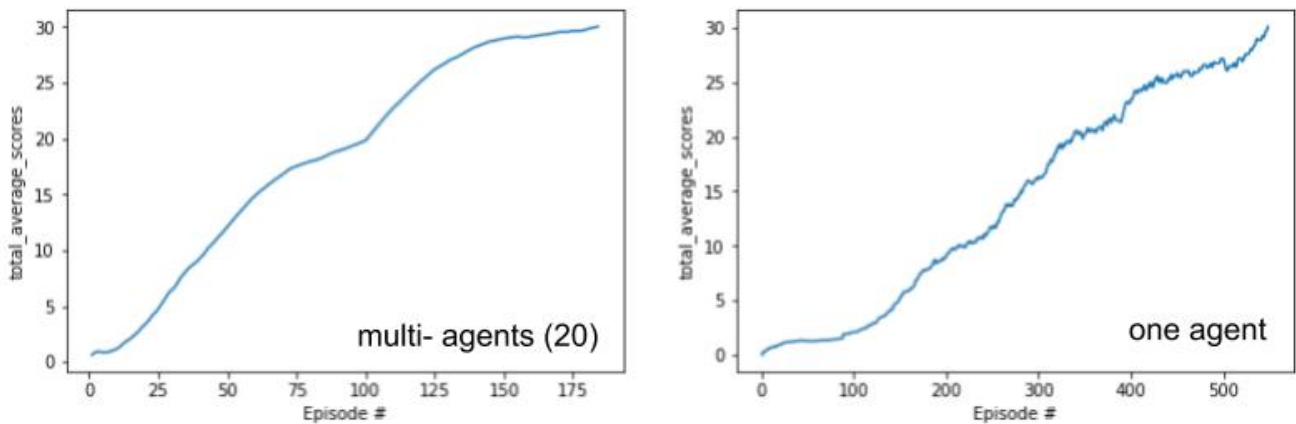 30
25
20
15
10
5
0
total_average_scores
multi- agents (20)
0 25 50 75 100 125 150 175
Episode #
30
25
20
15
10
5
0
total_average_scores
one agent
0 100 200 300 400 500
Episode #